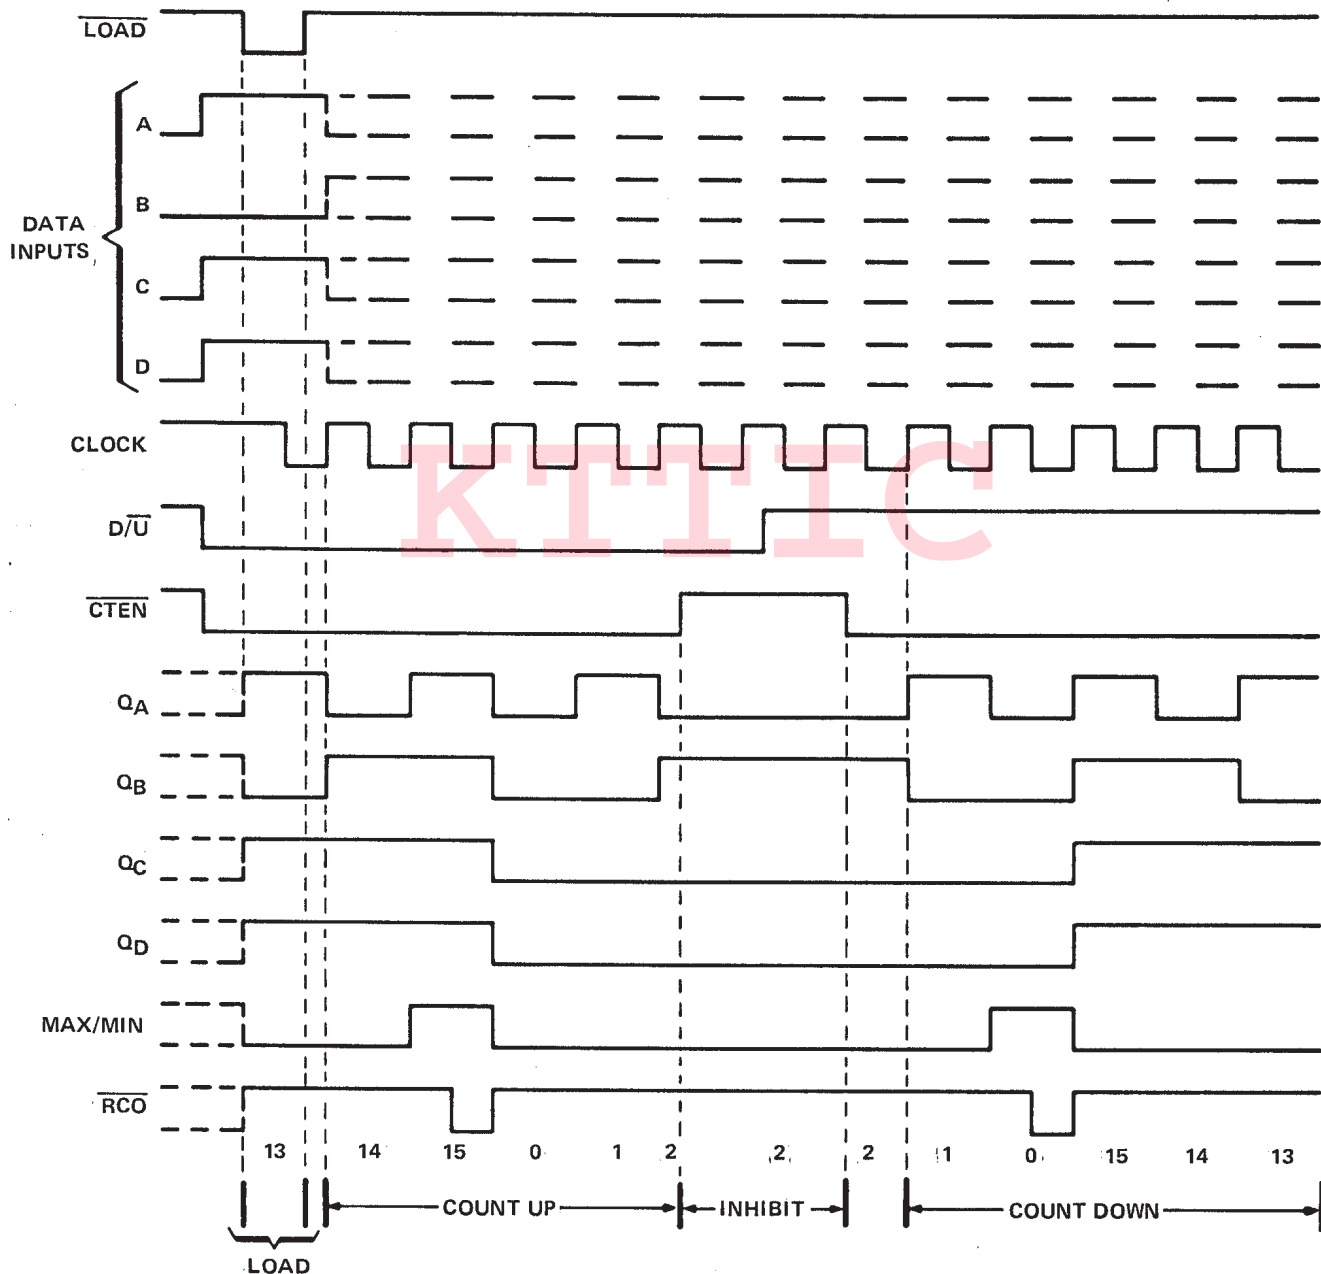 LOAD
A
B
DATA
INPUTS
C
D
CLOCK
D/U
CTEN
QA
QB
QC
QD
MAX/MIN
RCO
KTTIC
13 14 15 0 1 2 2 2 1 0 15 14 13
COUNT UP INHIBIT COUNT DOWN
LOAD